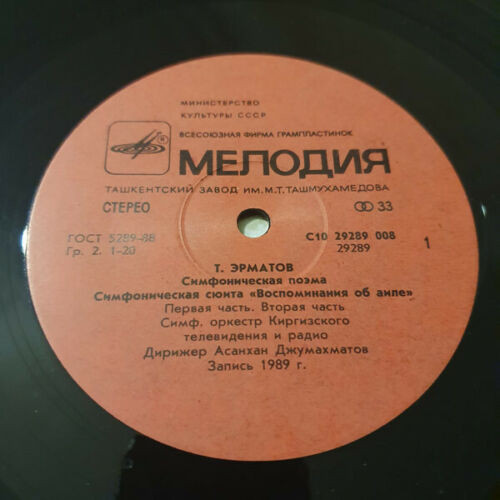 МИНИСТЕРСТВО
КУЛЬТУРЫ СССР
ВСЕСОЮЗНАЯ ФИРМА ГРАМПЛАСТИНОК
МЕЛОДИЯ
ТАШКЕНТСКИЙ ЗАВОД ИМ. М.Т. ТАШМУХАМЕДОВА
СТЕРЕО 33
ГОСТ 5289-88 С10 29289 008
Гр. 2. 1-20 29289 1
Т. ЭРМАТОВ
Симфоническая поэма
Симфоническая сюита «Воспоминания об аиле»
Первая часть. Вторая часть
Симф. оркестр Киргизского
телевидения и радио
Дирижер Асанхан Джумахматов
Запись 1989 г.